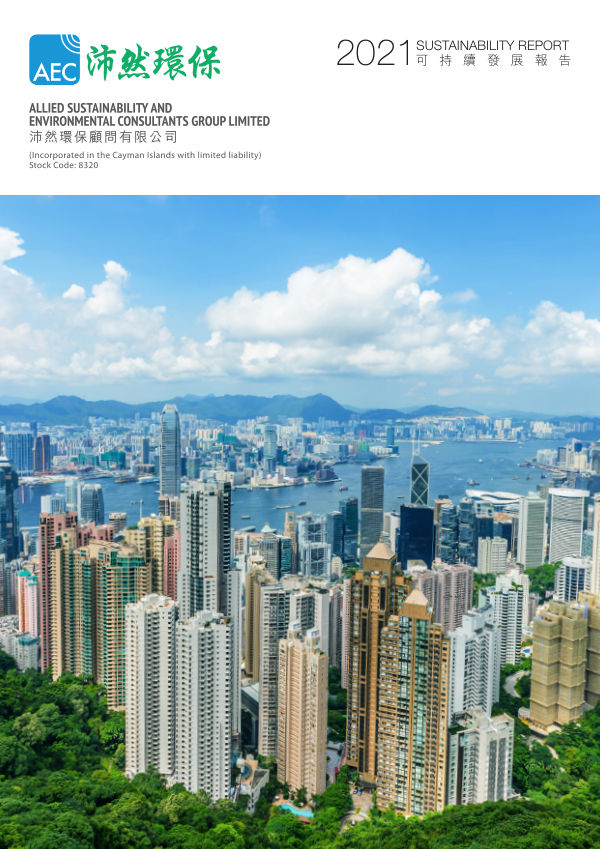 AEC 沛然環保
2021 SUSTAINABILITY REPORT
可持續發展報告
ALLIED SUSTAINABILITY AND
ENVIRONMENTAL CONSULTANTS GROUP LIMITED
沛然環保顧問有限公司
(Incorporated in the Cayman Islands with limited liability)
Stock Code: 8320